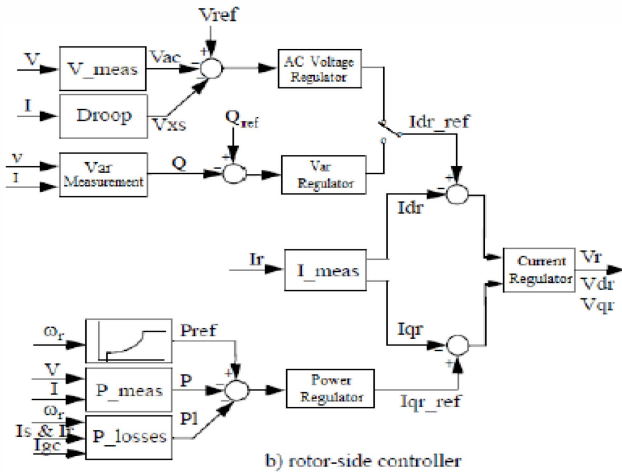 Vref
V
V_meas
Vac
AC Voltage
Regulator
I
Droop
Vxs
Qref
Idr_ref
v
I
Var
Measurement
Q
Var
Regulator
Idr
Ir
I_meas
Current
Regulator
Vr
Vdr
Vqr
ωr
Pref
Iqr
V
I
P_meas
P
Power
Regulator
Iqr_ref
ωr
Is & Ir
Igc
P_losses
Pl
b) rotor-side controller